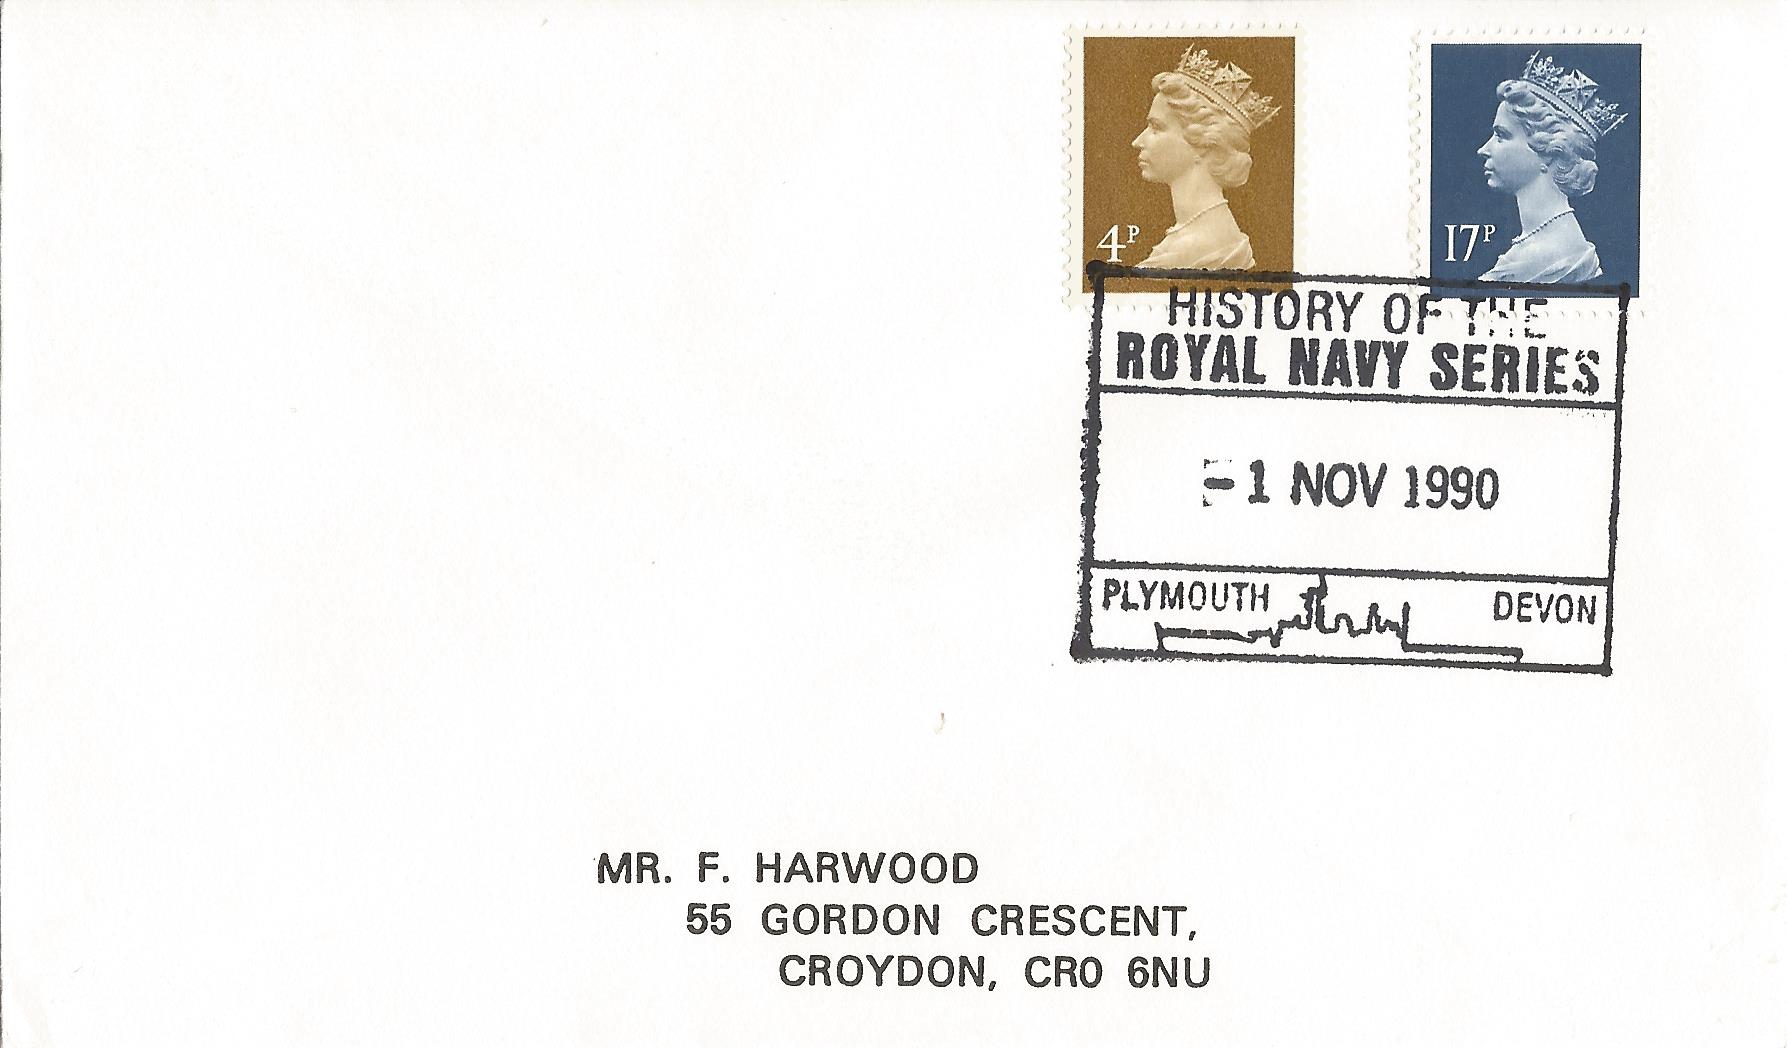 4P
17P
HISTORY OF THE
ROYAL NAVY SERIES
-1 NOV 1990
PLYMOUTH DEVON
MR. F. HARWOOD
55 GORDON CRESCENT,
CROYDON, CR0 6NU